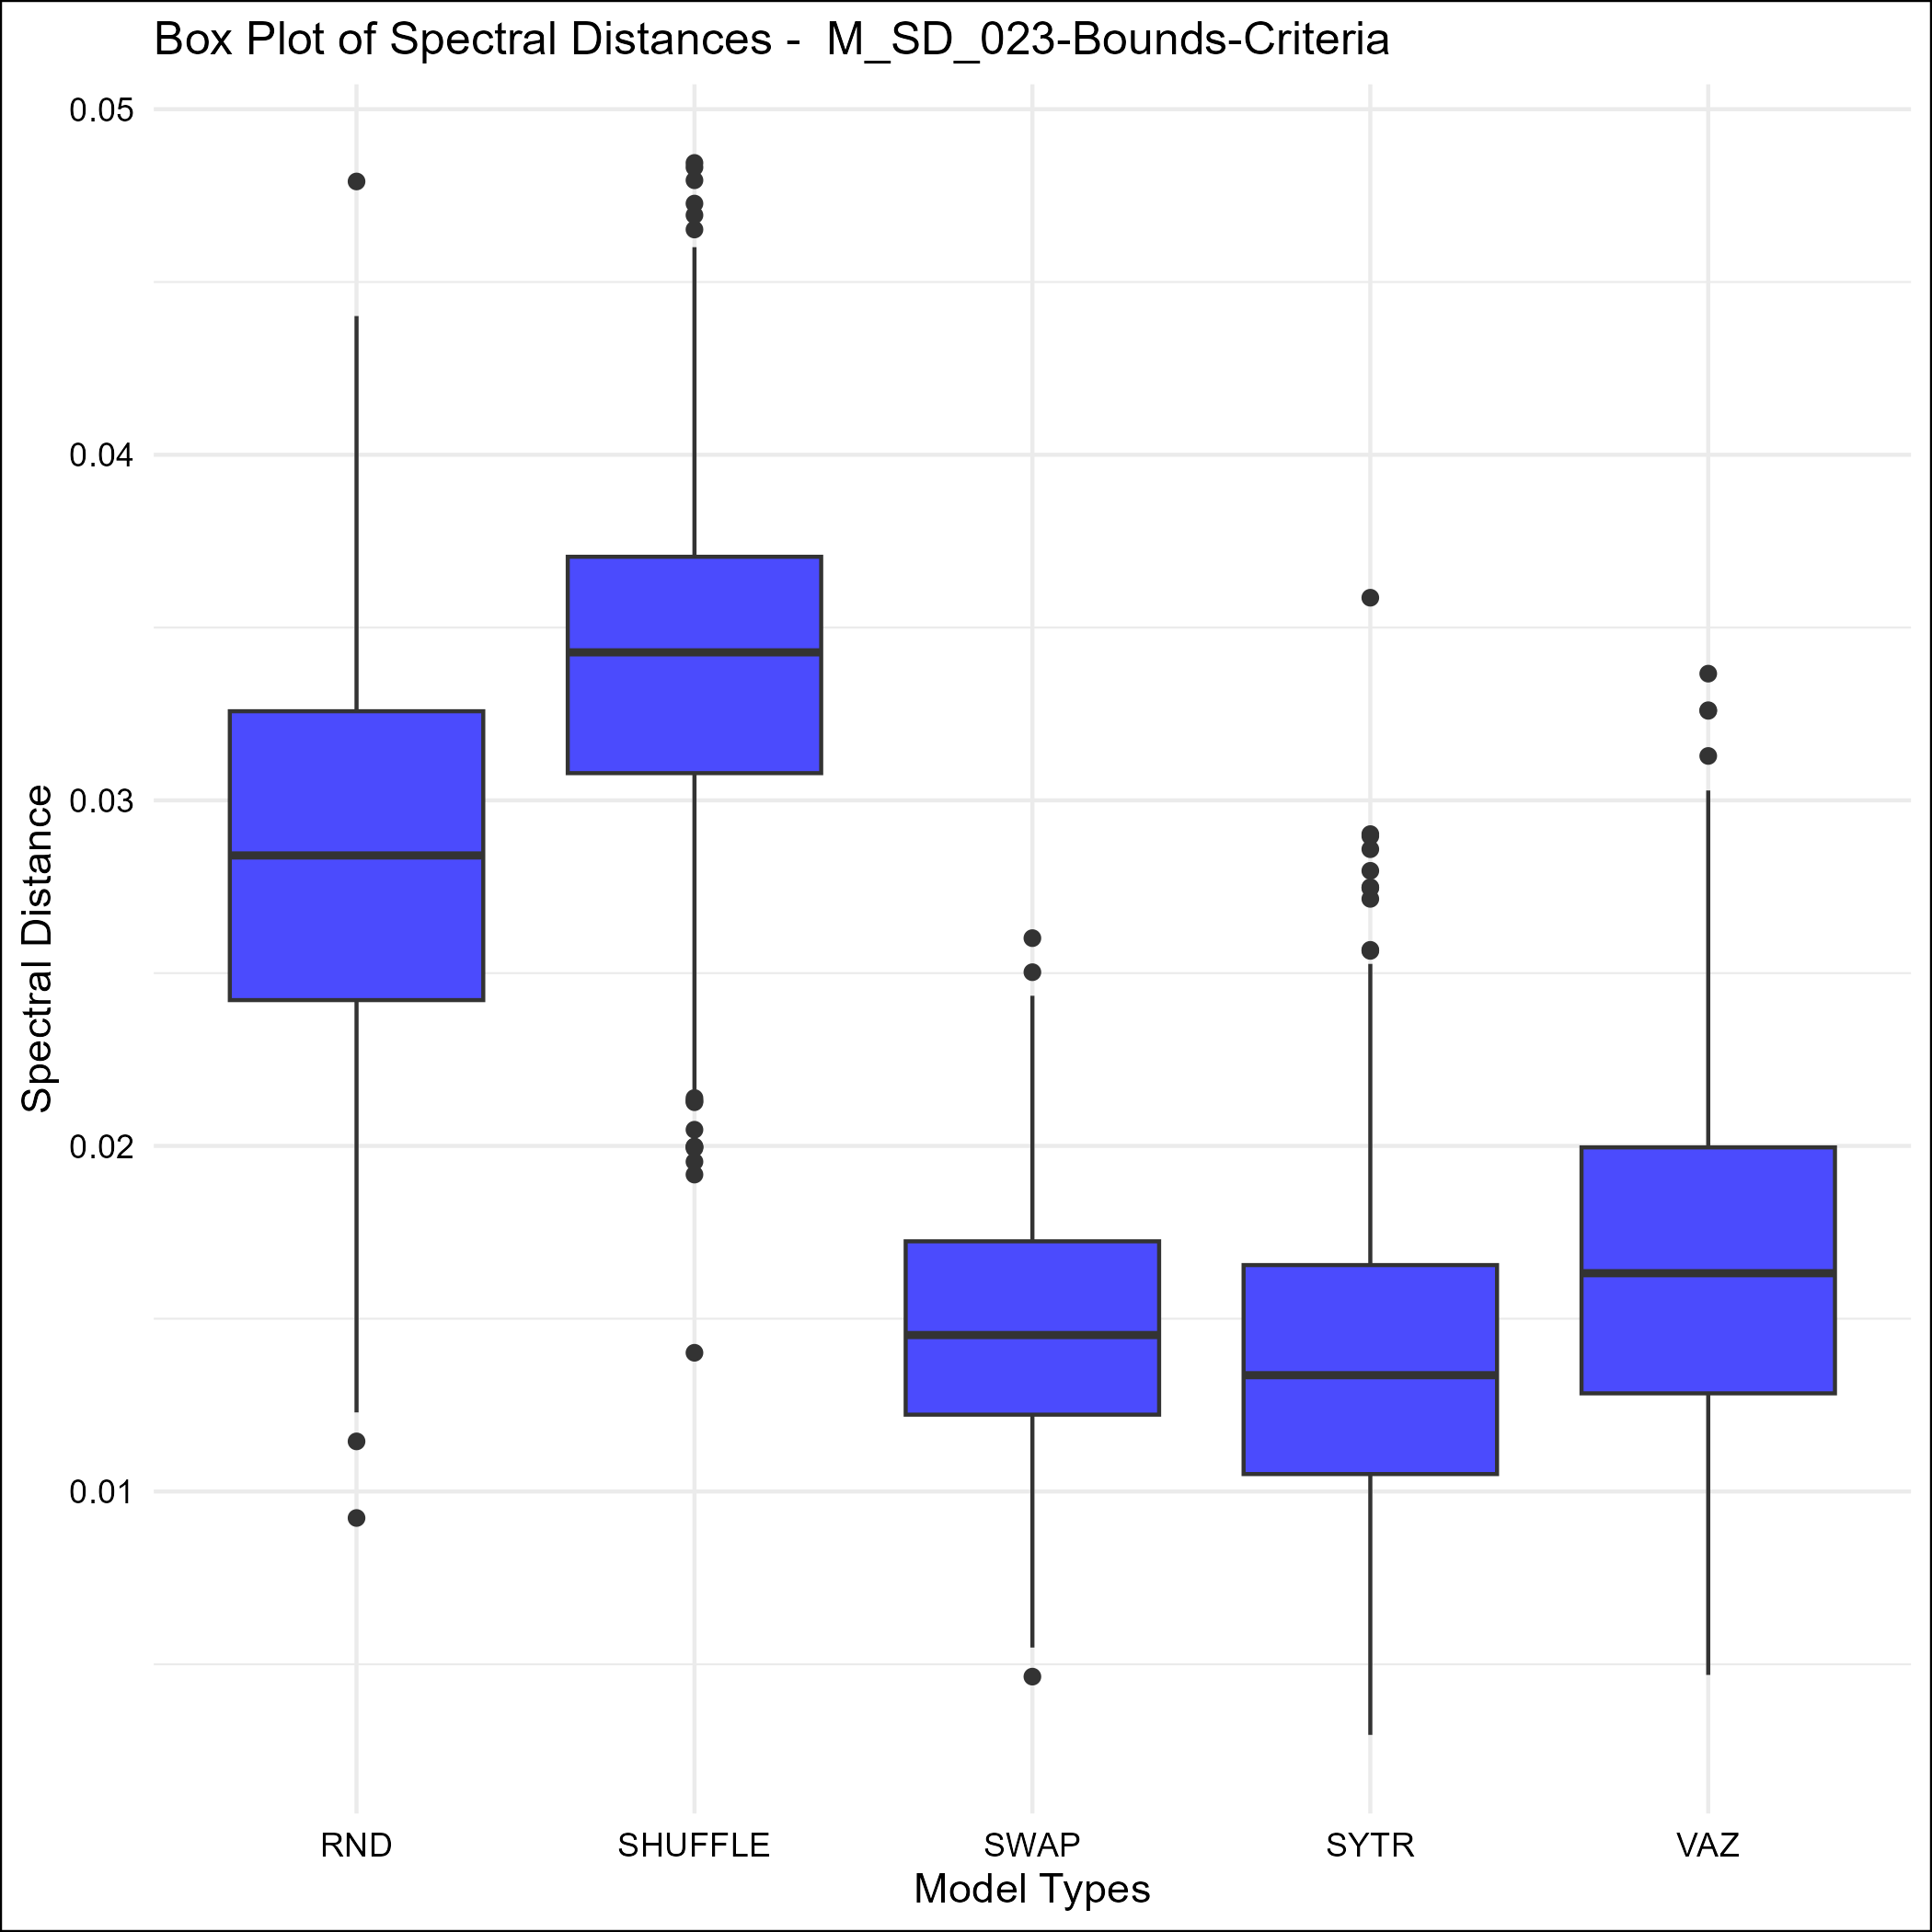 Box Plot of Spectral Distances -  M_SD_023-Bounds-Criteria
0.05
0.04
0.03
0.02
0.01
Spectral Distance
RND
SHUFFLE
SWAP
SYTR
VAZ
Model Types